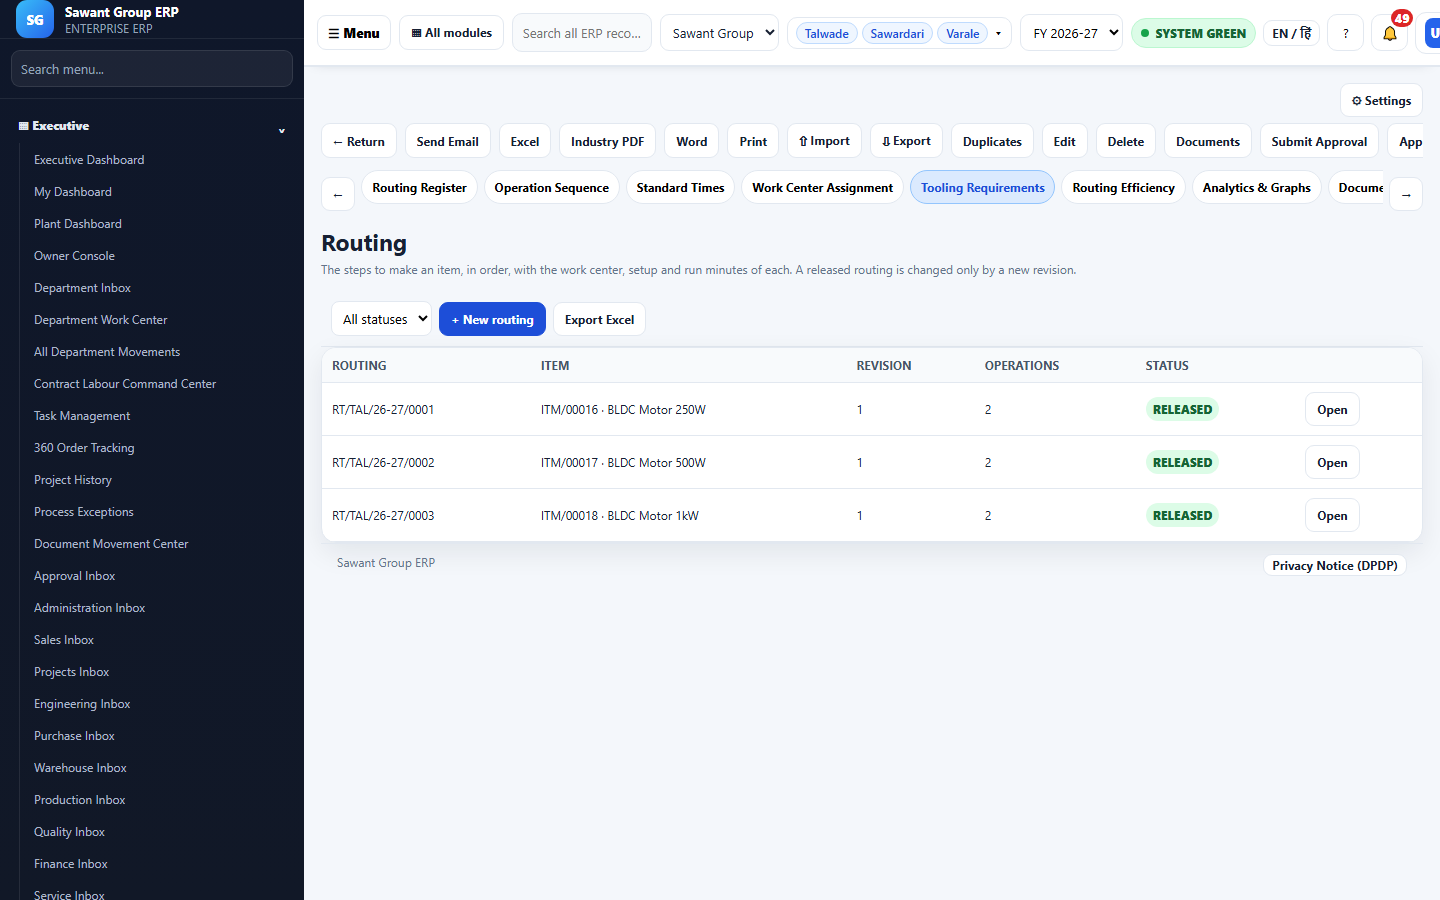 SG
Sawant Group ERP
ENTERPRISE ERP
Search menu...
Executive
Executive Dashboard
My Dashboard
Plant Dashboard
Owner Console
Department Inbox
Department Work Center
All Department Movements
Contract Labour Command Center
Task Management
360 Order Tracking
Project History
Process Exceptions
Document Movement Center
Approval Inbox
Administration Inbox
Sales Inbox
Projects Inbox
Engineering Inbox
Purchase Inbox
Warehouse Inbox
Production Inbox
Quality Inbox
Finance Inbox
Service Inbox
☰ Menu All modules Search all ERP reco... Sawant Group Talwade Sawardari Varale FY 2026-27 SYSTEM GREEN EN / हिं ? 49 U
⚙ Settings
← Return Send Email Excel Industry PDF Word Print ⇧ Import ⇩ Export Duplicates Edit Delete Documents Submit Approval App
← Routing Register Operation Sequence Standard Times Work Center Assignment Tooling Requirements Routing Efficiency Analytics & Graphs Docume →
Routing
The steps to make an item, in order, with the work center, setup and run minutes of each. A released routing is changed only by a new revision.
All statuses + New routing Export Excel
ROUTING ITEM REVISION OPERATIONS STATUS
RT/TAL/26-27/0001 ITM/00016 · BLDC Motor 250W 1 2 RELEASED Open
RT/TAL/26-27/0002 ITM/00017 · BLDC Motor 500W 1 2 RELEASED Open
RT/TAL/26-27/0003 ITM/00018 · BLDC Motor 1kW 1 2 RELEASED Open
Sawant Group ERP Privacy Notice (DPDP)